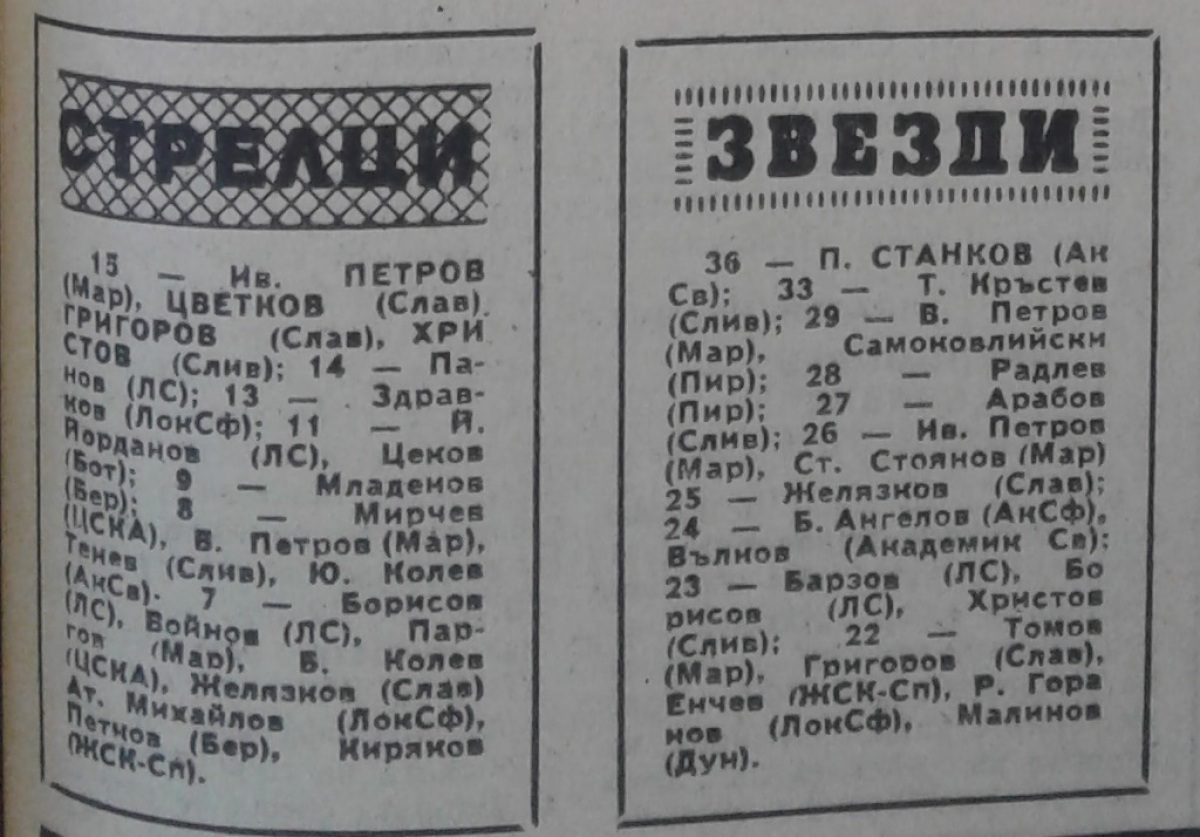 СТРЕЛЦИ
15 — Ив. ПЕТРОВ
(Мар), ЦВЕТКОВ (Слав),
ГРИГОРОВ (Слав), ХРИ
СТОВ (Слив); 14 — Па-
нов (ЛС); 13 — Здрав-
ков (ЛокСф); 11 — Й.
Йорданов (ЛС), Цеков
(Бот); 9 — Младенов
(Бер); 8 — Мирчев
(ЦСКА), В. Петров (Мар),
Тенев (Слив), Ю. Колев
(АкСв). 7 — Борисов
(ЛС), Войнов (ЛС), Пар-
гов (Мар), Б. Колев
(ЦСКА), Желязков (Слав)
Ат. Михайлов (ЛокСф),
Петков (Бер), Киряков
(ЖСК-Сп).
ЗВЕЗДИ
36 — П. СТАНКОВ (Ак
Св); 33 — Т. Кръстев
(Слив); 29 — В. Петров
(Мар), Самоковлийски
(Пир); 28 — Радлев
(Пир); 27 — Арабов
(Слив); 26 — Ив. Петров
(Мар), Ст. Стоянов (Мар)
25 — Желязков (Слав);
24 — Б. Ангелов (АкСф),
Вълков (Академик Св);
23 — Барзов (ЛС), Бо
рисов (ЛС), Христов
(Слив); 22 — Томов
(Мар), Григоров (Слав),
Енчев (ЖСК-Сп), Р. Гора
нов (ЛокСф), Малинов
(Дун).